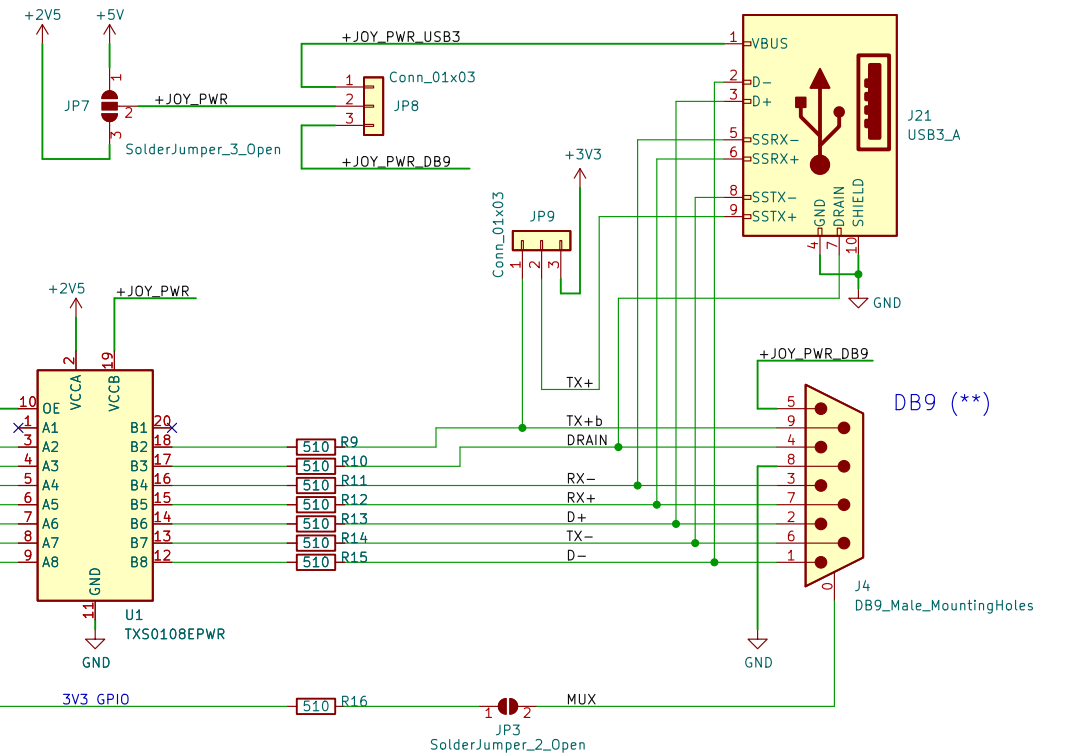 +2V5
+5V
1
JP7
2
+JOY_PWR
3
SolderJumper_3_Open
+JOY_PWR_USB3
Conn_01x03
1
2
3
JP8
+JOY_PWR_DB9
1
VBUS
2
D-
3
D+
5
SSRX-
6
SSRX+
8
SSTX-
9
SSTX+
GND
DRAIN
SHIELD
4
7
10
J21
USB3_A
GND
+3V3
Conn_01x03
JP9
1
2
3
+2V5
+JOY_PWR
2
19
VCCA
VCCB
10 OE
1 A1
3 A2
4 A3
5 A4
6 A5
7 A6
8 A7
9 A8
B1 20
B2 18
B3 17
B4 16
B5 15
B6 14
B7 13
B8 12
GND
11
U1
TXS0108EPWR
GND
510 R9
510 R10
510 R11
510 R12
510 R13
510 R14
510 R15
TX+
TX+b
DRAIN
RX-
RX+
D+
TX-
D-
+JOY_PWR_DB9
DB9 (**)
5
9
4
8
3
7
2
6
1
0
J4
DB9_Male_MountingHoles
GND
3V3 GPIO
510 R16
1
2
JP3
SolderJumper_2_Open
MUX